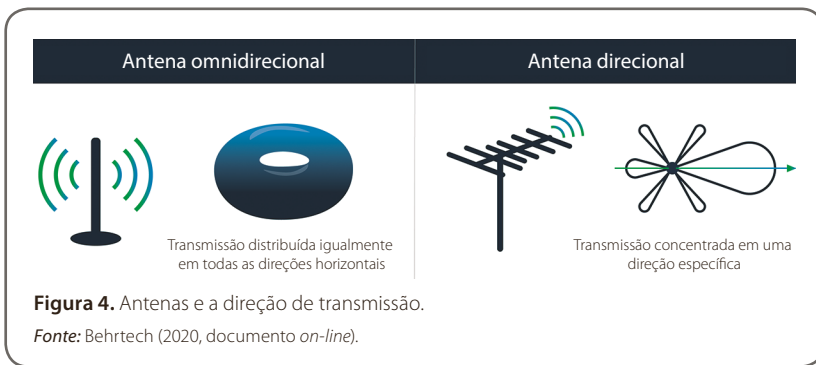 Antena omnidirecional
Antena direcional
Transmissão distribuída igualmente
em todas as direções horizontais
Transmissão concentrada em uma
direção específica
Figura 4. Antenas e a direção de transmissão.
Fonte: Behrtech (2020, documento on-line).